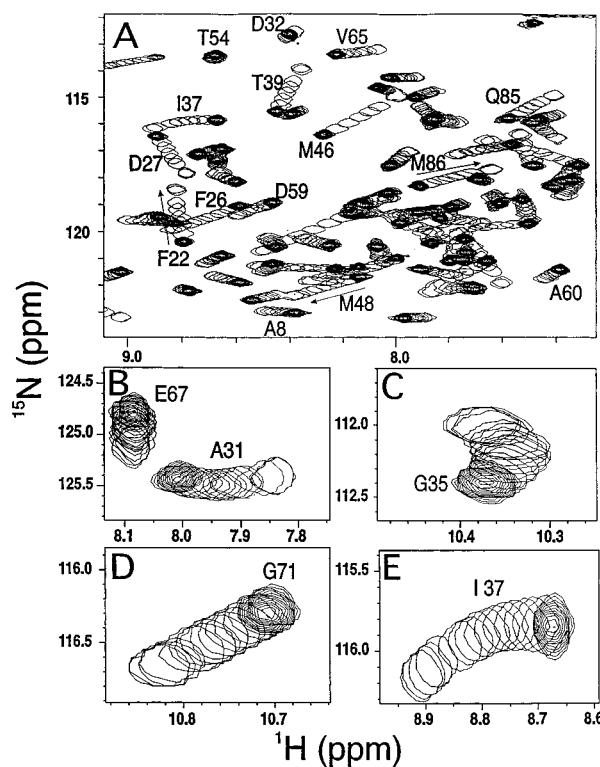 A
D32
T54
V65
T39
I37
Q85
M46
D27
M86
F26
D59
F22
M48
A60
A8
115
120
9.0
8.0
15N (ppm)
B
E67
A31
124.5
125.0
125.5
8.1
8.0
7.9
7.8
C
G35
112.0
112.5
10.4
10.3
D
G71
116.0
116.5
10.8
10.7
E
I 37
115.5
116.0
8.9
8.8
8.7
8.6
1H (ppm)